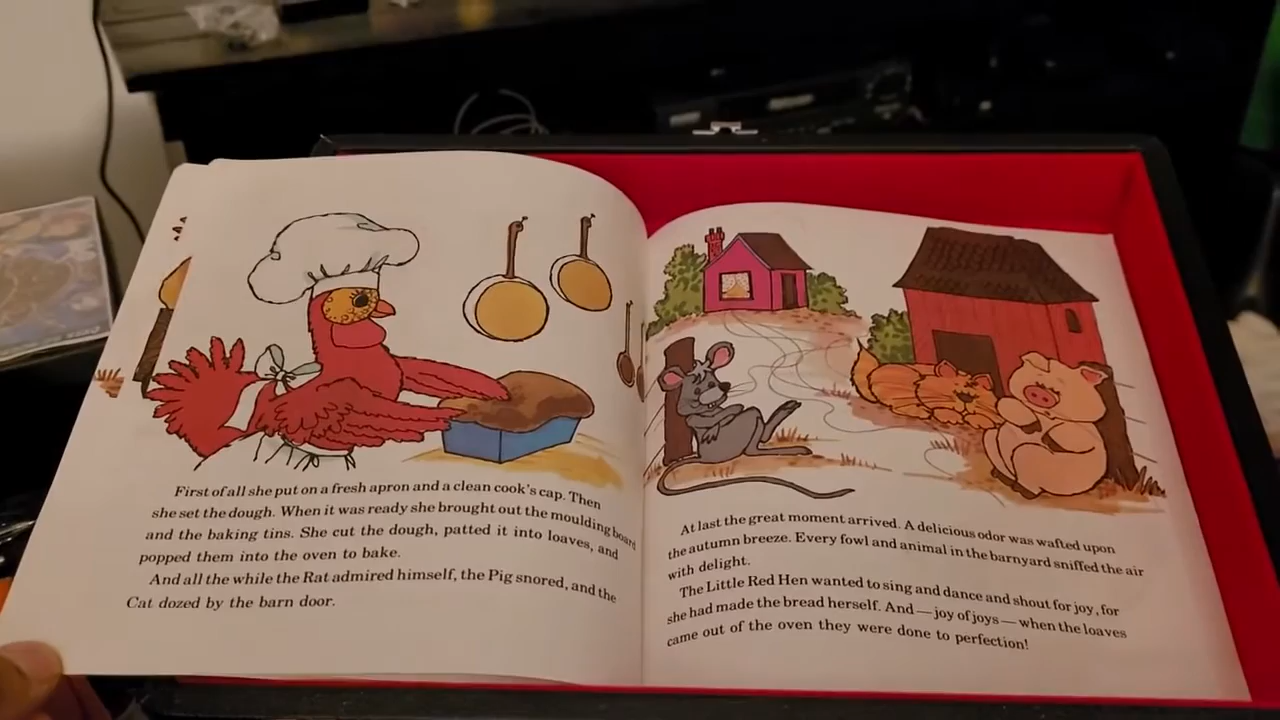 First of all she put on a fresh apron and a clean cook's cap. Then
she set the dough. When it was ready she brought out the moulding board
and the baking tins. She cut the dough, patted it into loaves, and
popped them into the oven to bake.
And all the while the Rat admired himself, the Pig snored, and the
Cat dozed by the barn door.
At last the great moment arrived. A delicious odor was wafted upon
the autumn breeze. Every fowl and animal in the barnyard sniffed the air
with delight.
The Little Red Hen wanted to sing and dance and shout for joy, for
she had made the bread herself. And—joy of joys—when the loaves
came out of the oven they were done to perfection!